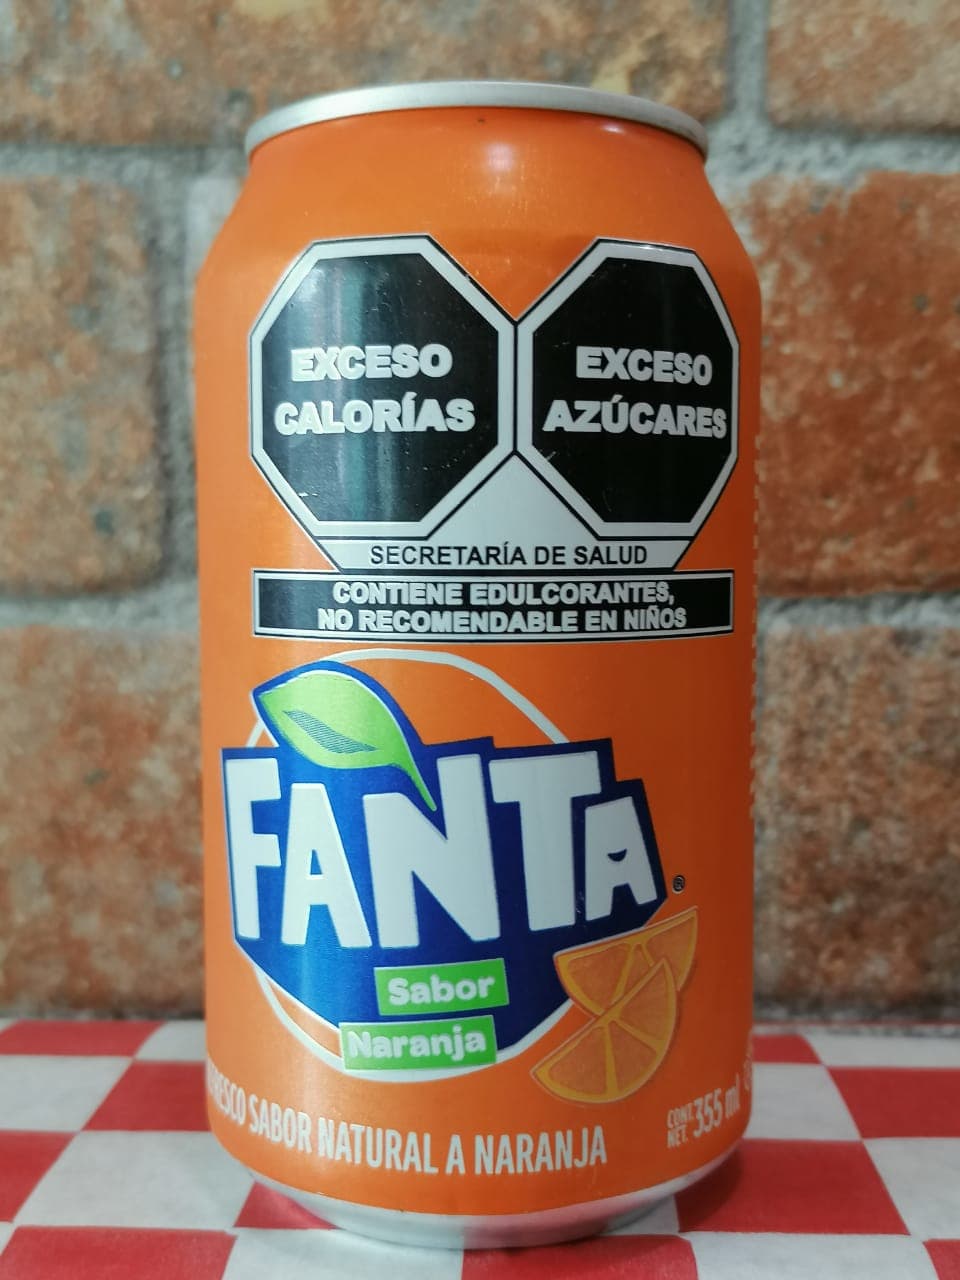 EXCESO
CALORÍAS
EXCESO
AZÚCARES
SECRETARÍA DE SALUD
CONTIENE EDULCORANTES,
NO RECOMENDABLE EN NIÑOS
FANTA®
Sabor
Naranja
SABOR NATURAL A NARANJA
CONT. NET. 355 ml